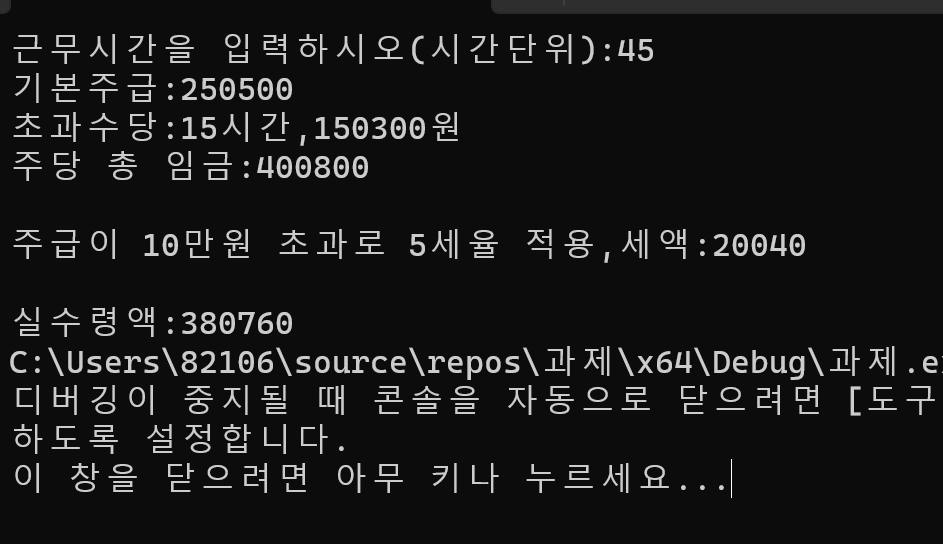 근무시간을 입력하시오(시간단위):45
기본주급:250500
초과수당:15시간,150300원
주당 총 임금:400800
주급이 10만원 초과로 5세율 적용,세액:20040
실수령액:380760
C:\Users\82106\source\repos\과제\x64\Debug\과제.ex
디버깅이 중지될 때 콘솔을 자동으로 닫으려면 [도구
하도록 설정합니다.
이 창을 닫으려면 아무 키나 누르세요...